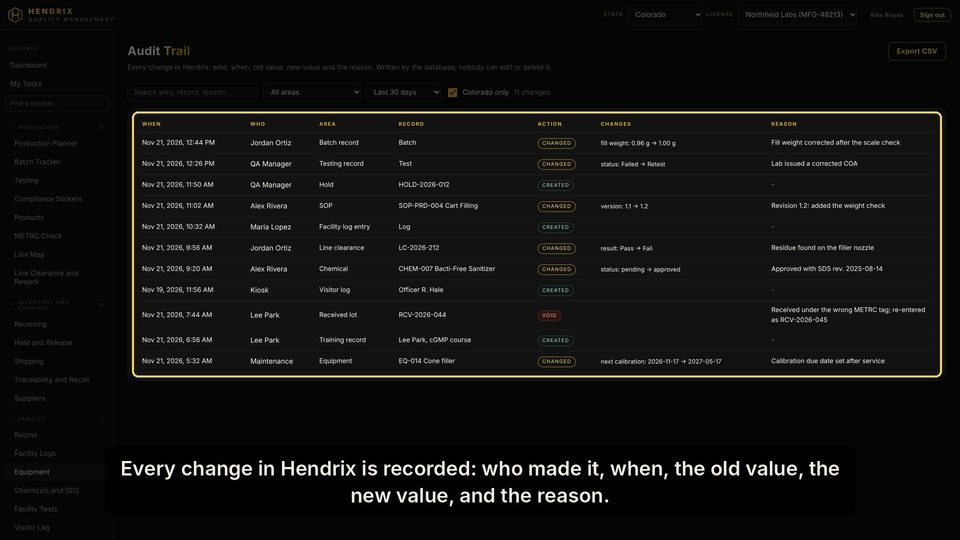 HENDRIX
QUALITY MANAGEMENT
STATE Colorado LICENSE Northfield Labs (MFG-48213) Alex Rivera Sign out
HENDRIX
Dashboard
My Tasks
Find a module...
PRODUCTION 8
Production Planner
Batch Tracker
Testing
Compliance Stickers
Products
METRC Check
Line Map
Line Clearance and
Rework
INVENTORY AND
SHIPPING
Receiving
Hold and Release
Shipping
Traceability and Recall
Suppliers
FACILITY 7
Rooms
Facility Logs
Equipment
Chemicals and SDS
Facility Tests
Visitor Log
Audit Trail
Export CSV
Every change in Hendrix: who, when, old value, new value and the reason. Written by the database; nobody can edit or delete it.
Search who, record, reason... All areas Last 30 days Colorado only 11 changes
WHEN WHO AREA RECORD ACTION CHANGES REASON
Nov 21, 2026, 12:44 PM Jordan Ortiz Batch record Batch CHANGED fill weight: 0.96 g → 1.00 g Fill weight corrected after the scale check
Nov 21, 2026, 12:26 PM QA Manager Testing record Test CHANGED status: Failed → Retest Lab issued a corrected COA
Nov 21, 2026, 11:50 AM QA Manager Hold HOLD-2026-012 CREATED -
Nov 21, 2026, 11:02 AM Alex Rivera SOP SOP-PRD-004 Cart Filling CHANGED version: 1.1 → 1.2 Revision 1.2: added the weight check
Nov 21, 2026, 10:32 AM Maria Lopez Facility log entry Log CREATED -
Nov 21, 2026, 9:56 AM Jordan Ortiz Line clearance LC-2026-212 CHANGED result: Pass → Fail Residue found on the filler nozzle
Nov 21, 2026, 9:20 AM Alex Rivera Chemical CHEM-007 Bacti-Free Sanitizer CHANGED status: pending → approved Approved with SDS rev. 2025-08-14
Nov 19, 2026, 11:56 AM Kiosk Visitor log Officer R. Hale CREATED -
Nov 21, 2026, 7:44 AM Lee Park Received lot RCV-2026-044 VOID Received under the wrong METRC tag; re-entered
as RCV-2026-045
Nov 21, 2026, 6:56 AM Lee Park Training record Lee Park, cGMP course CREATED -
Nov 21, 2026, 5:32 AM Maintenance Equipment EQ-014 Cone filler CHANGED next calibration: 2026-11-17 → 2027-05-17 Calibration due date set after service
Every change in Hendrix is recorded: who made it, when, the old value, the
new value, and the reason.